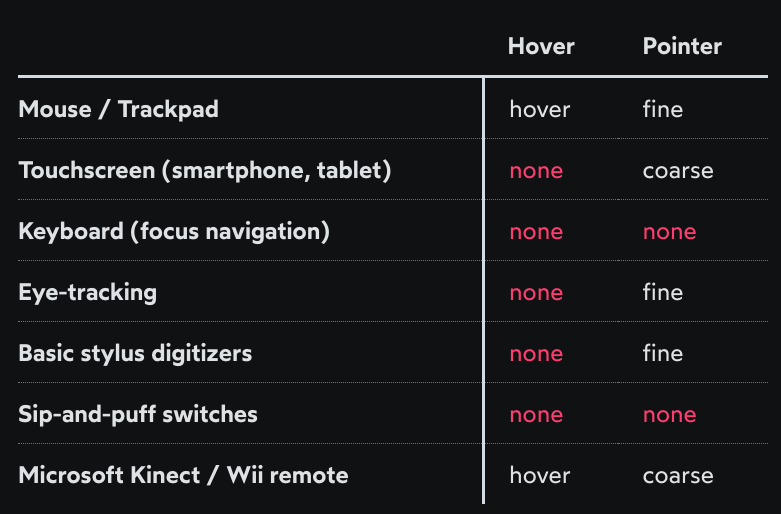 Hover Pointer
Mouse / Trackpad hover fine
Touchscreen (smartphone, tablet) none coarse
Keyboard (focus navigation) none none
Eye-tracking none fine
Basic stylus digitizers none fine
Sip-and-puff switches none none
Microsoft Kinect / Wii remote hover coarse